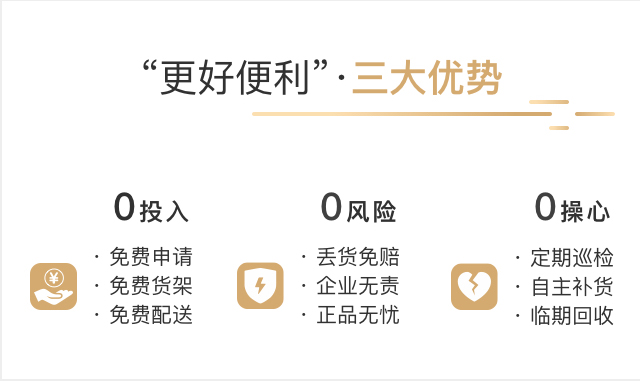 “更好便利”·三大优势
0投入
· 免费申请
· 免费货架
· 免费配送
0风险
· 丢货免赔
· 企业无责
· 正品无忧
0操心
· 定期巡检
· 自主补货
· 临期回收